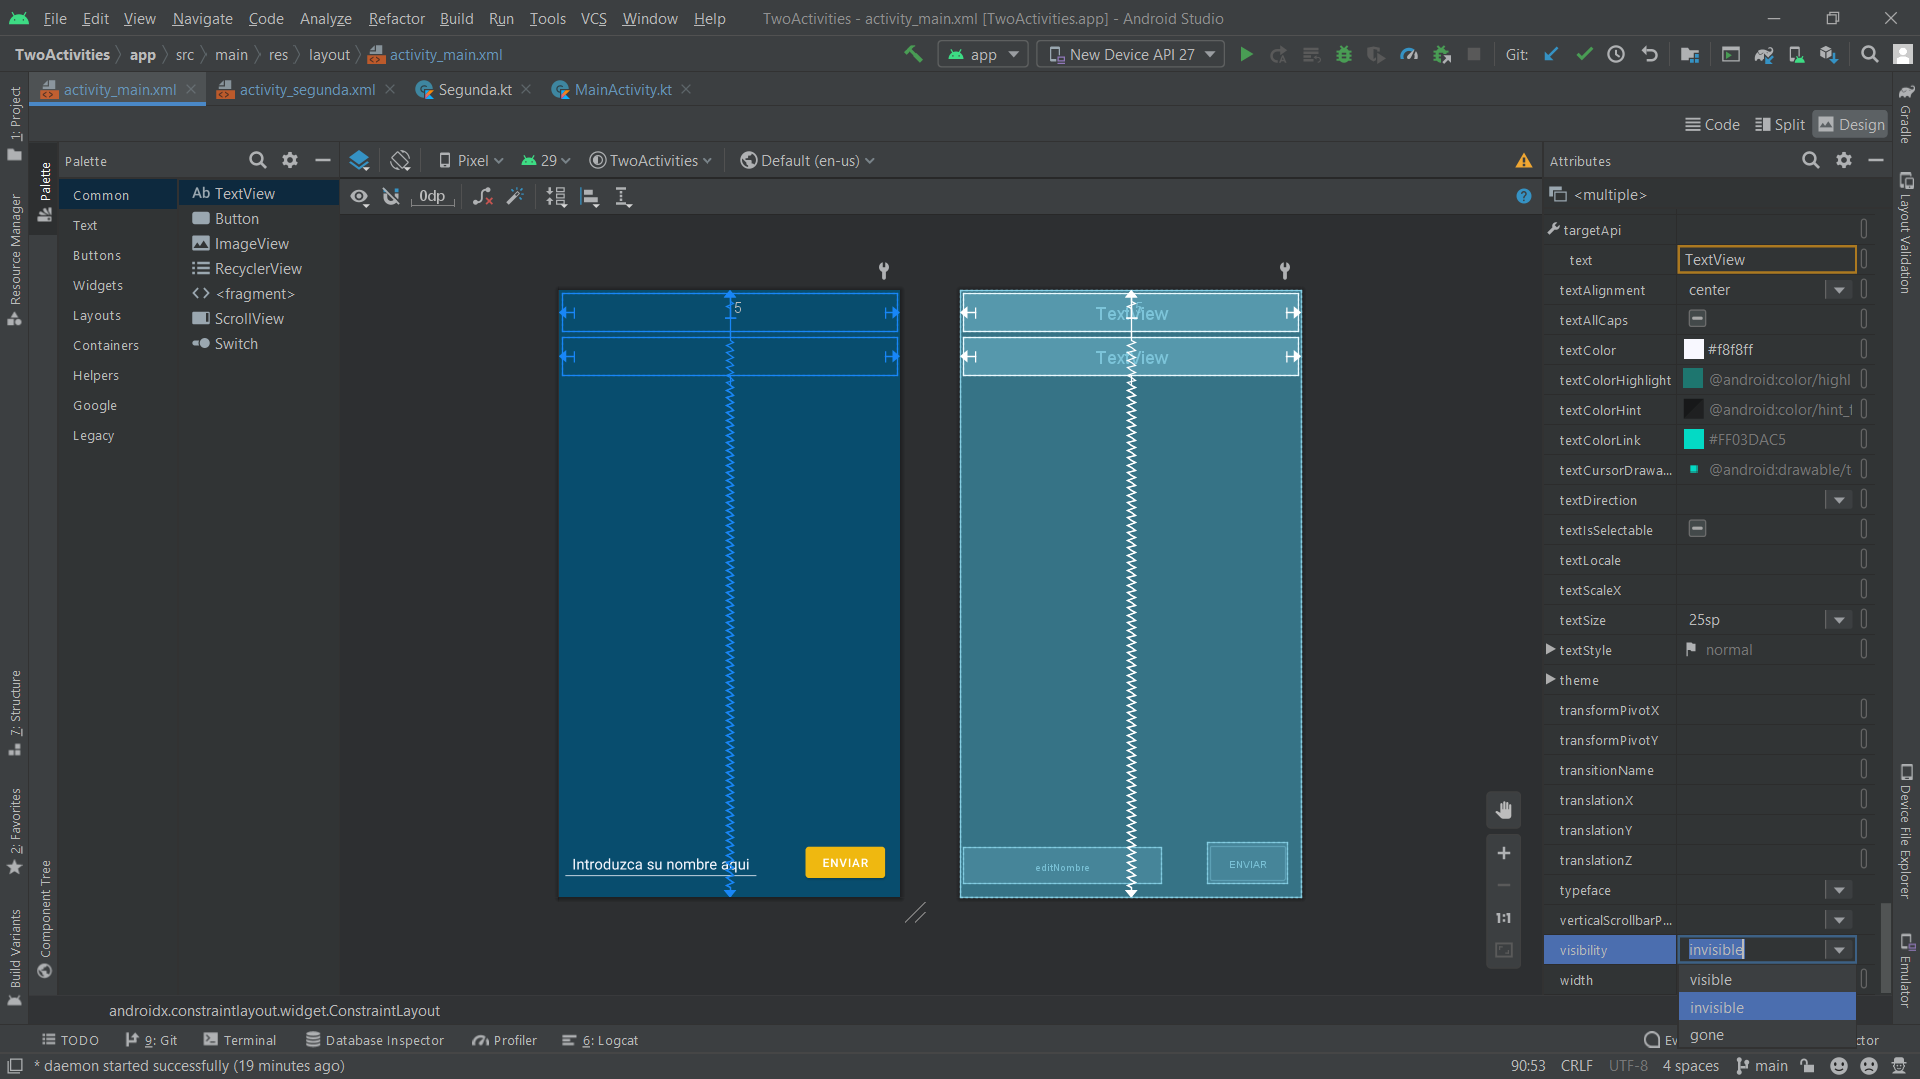 File Edit View Navigate Code Analyze Refactor Build Run Tools VCS Window Help TwoActivities - activity_main.xml [TwoActivities.app] - Android Studio
TwoActivities app src main res layout activity_main.xml app New Device API 27 Git:
activity_main.xml activity_segunda.xml Segunda.kt MainActivity.kt
Code Split Design
Palette Pixel 29 TwoActivities Default (en-us) Attributes
0dp <multiple>
Common
Text
Buttons
Widgets
Layouts
Containers
Helpers
Google
Legacy
Ab TextView
Button
ImageView
RecyclerView
<fragment>
ScrollView
Switch
1: Project
Resource Manager
7: Structure
2: Favorites
Build Variants
Palette
Component Tree
5
Introduzca su nombre aqui ENVIAR
TextView
TextView
editNombre ENVIAR
1:1
targetApi
text TextView
textAlignment center
textAllCaps
textColor #f8f8ff
textColorHighlight @android:color/highl
textColorHint @android:color/hint_f
textColorLink #FF03DAC5
textCursorDrawa... @android:drawable/t
textDirection
textIsSelectable
textLocale
textScaleX
textSize 25sp
textStyle normal
theme
transformPivotX
transformPivotY
transitionName
translationX
translationY
translationZ
typeface
verticalScrollbarP...
visibility invisible
width visible
invisible
gone
Gradle
Layout Validation
Device File Explorer
Emulator
androidx.constraintlayout.widget.ConstraintLayout
TODO 9: Git Terminal Database Inspector Profiler 6: Logcat Ev ctor
* daemon started successfully (19 minutes ago) 90:53 CRLF UTF-8 4 spaces main